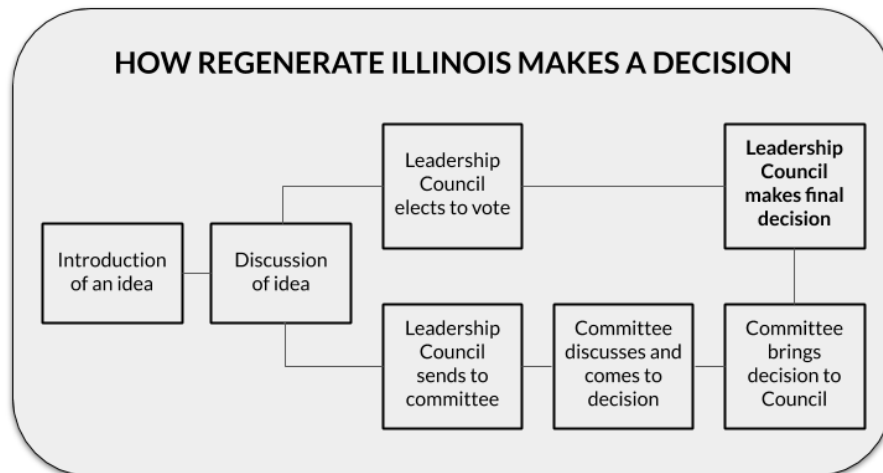 HOW REGENERATE ILLINOIS MAKES A DECISION
Introduction
of an idea
Discussion
of idea
Leadership
Council
elects to vote
Leadership
Council
makes final
decision
Leadership
Council
sends to
committee
Committee
discusses and
comes to
decision
Committee
brings
decision to
Council